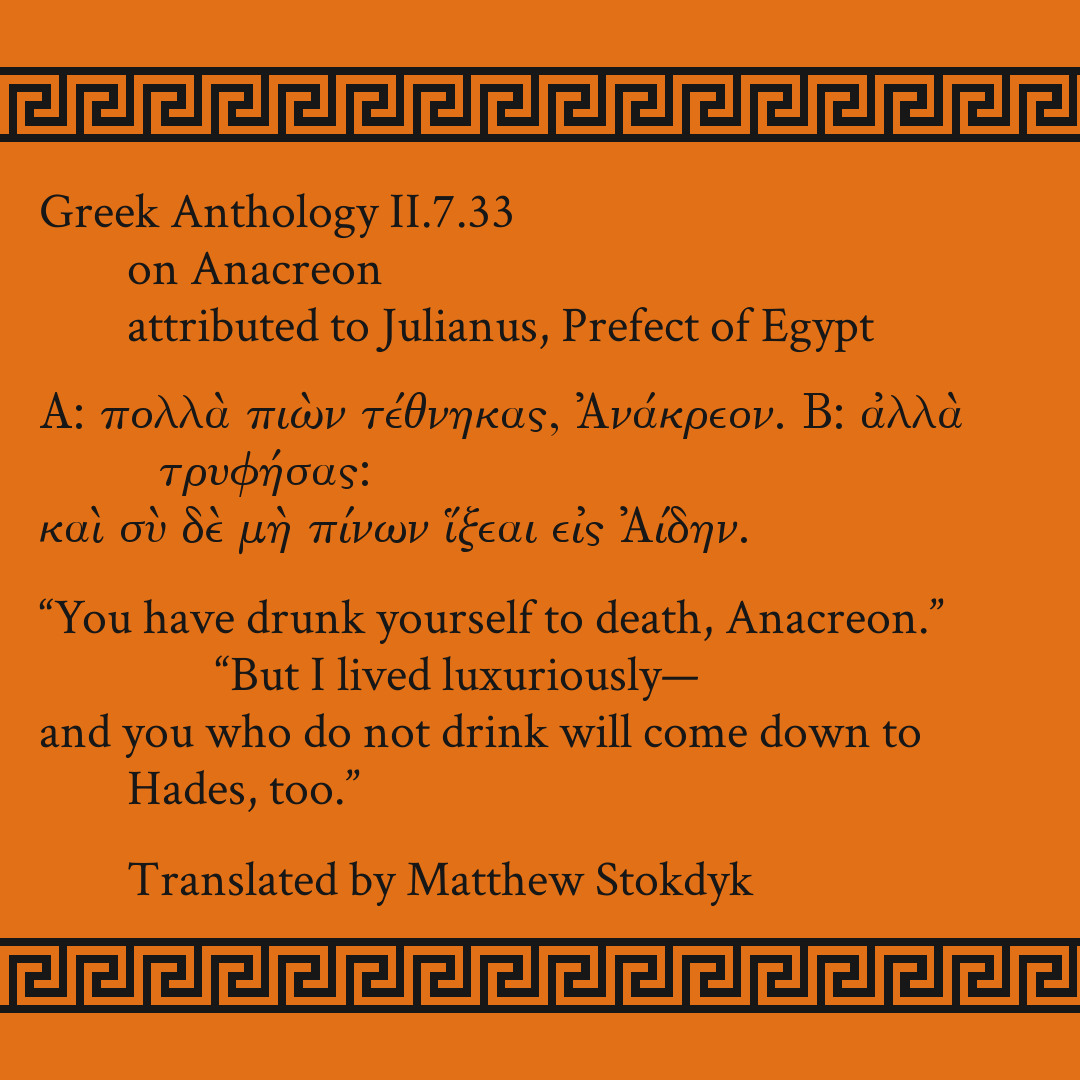 Greek Anthology II.7.33
on Anacreon
attributed to Julianus, Prefect of Egypt
Α: πολλὰ πιὼν τέθνηκας, Ἀνάκρεον. Β: ἀλλὰ
τρυφήσας:
καὶ σὺ δὲ μὴ πίνων ἵξεαι εἰς Ἀίδην.
“You have drunk yourself to death, Anacreon.”
“But I lived luxuriously—
and you who do not drink will come down to
Hades, too.”
Translated by Matthew Stokdyk